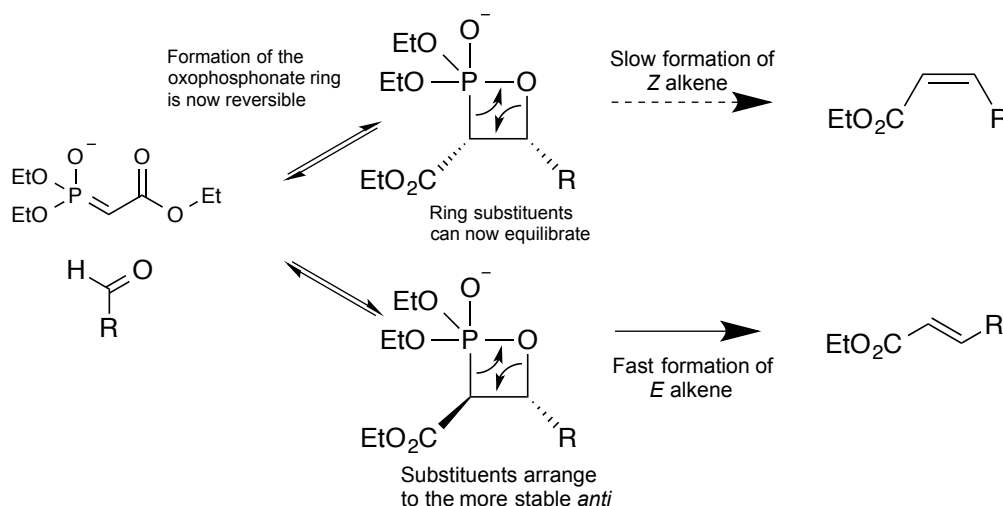 Formation of the
oxophosphonate ring
is now reversible
O–
EtO
EtO
P
O
EtO2C
R
Ring substituents
can now equilibrate
Slow formation of
Z alkene
EtO2C
R
O–
EtO
EtO
P
O
O
Et
H
O
R
O–
EtO
EtO
P
O
EtO2C
R
Substituents arrange
to the more stable anti
Fast formation of
E alkene
EtO2C
R